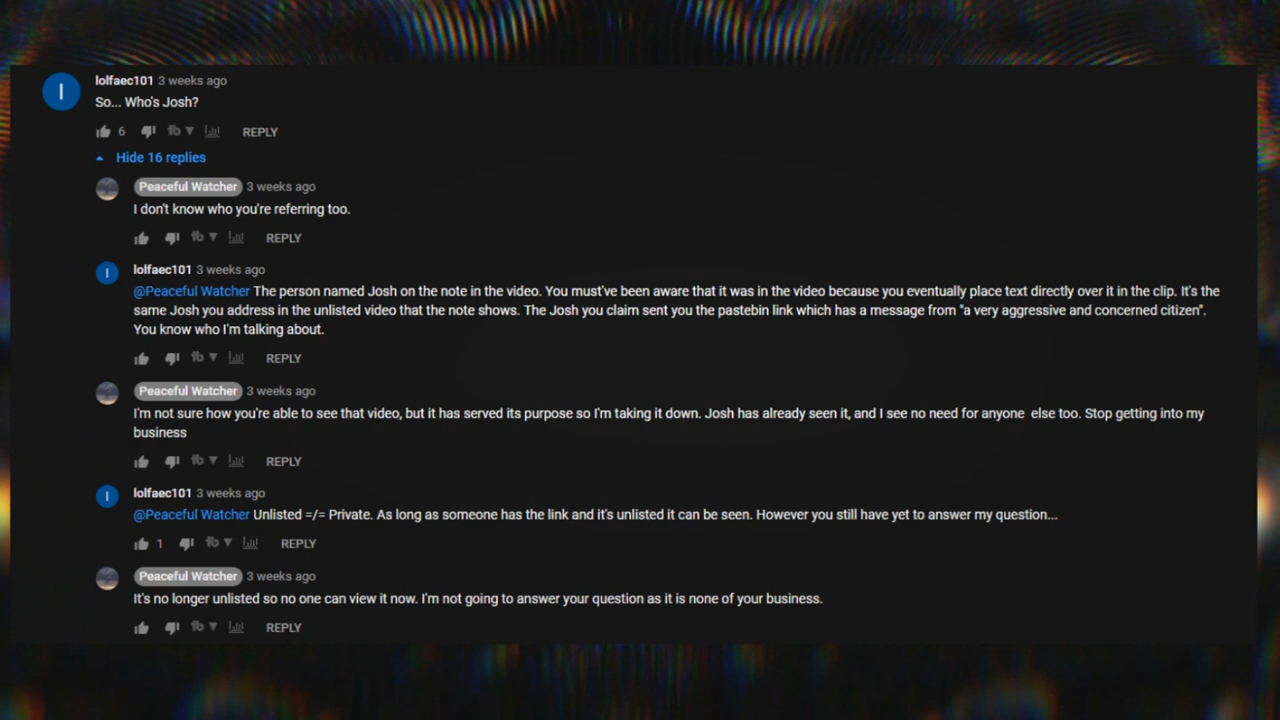 lolfaec101 3 weeks ago
So... Who's Josh?
6 REPLY
Hide 16 replies
Peaceful Watcher 3 weeks ago
I don't know who you're referring too.
REPLY
lolfaec101 3 weeks ago
@Peaceful Watcher The person named Josh on the note in the video. You must've been aware that it was in the video because you eventually place text directly over it in the clip. It's the
same Josh you address in the unlisted video that the note shows. The Josh you claim sent you the pastebin link which has a message from "a very aggressive and concerned citizen".
You know who I'm talking about.
REPLY
Peaceful Watcher 3 weeks ago
I'm not sure how you're able to see that video, but it has served its purpose so I'm taking it down. Josh has already seen it, and I see no need for anyone else too. Stop getting into my
business
REPLY
lolfaec101 3 weeks ago
@Peaceful Watcher Unlisted =/= Private. As long as someone has the link and it's unlisted it can be seen. However you still have yet to answer my question...
1 REPLY
Peaceful Watcher 3 weeks ago
It's no longer unlisted so no one can view it now. I'm not going to answer your question as it is none of your business.
REPLY